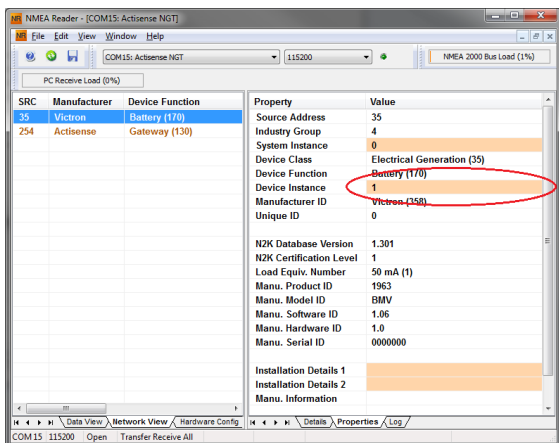 NMEA Reader - [COM15: Actisense NGT]
File Edit View Window Help
COM15: Actisense NGT 115200 NMEA 2000 Bus Load (1%)
PC Receive Load (0%)
SRC Manufacturer Device Function
35 Victron Battery (170)
254 Actisense Gateway (130)
Property Value
Source Address 35
Industry Group 4
System Instance 0
Device Class Electrical Generation (35)
Device Function Battery (170)
Device Instance 1
Manufacturer ID Victron (358)
Unique ID 0
N2K Database Version 1.301
N2K Certification Level 1
Load Equiv. Number 50 mA (1)
Manu. Product ID 1963
Manu. Model ID BMV
Manu. Software ID 1.06
Manu. Hardware ID 1.0
Manu. Serial ID 0000000
Installation Details 1
Installation Details 2
Manu. Information
Data View Network View Hardware Config
Details Properties Log
COM 15 115200 Open Transfer Receive All